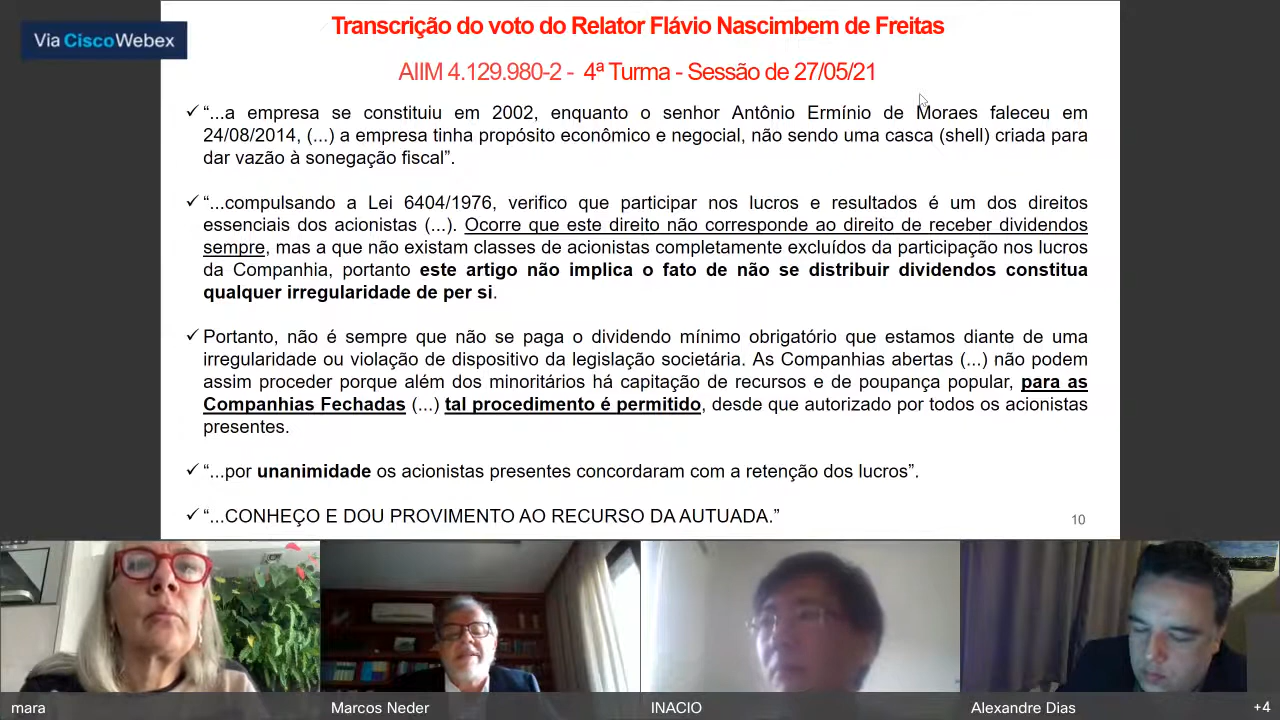 Via Cisco Webex
Transcrição do voto do Relator Flávio Nascimbem de Freitas
AIIM 4.129.980-2 - 4ª Turma - Sessão de 27/05/21
✓ “...a empresa se constituiu em 2002, enquanto o senhor Antônio Ermínio de Moraes faleceu em
24/08/2014, (...) a empresa tinha propósito econômico e negocial, não sendo uma casca (shell) criada para
dar vazão à sonegação fiscal”.
✓ “...compulsando a Lei 6404/1976, verifico que participar nos lucros e resultados é um dos direitos
essenciais dos acionistas (...). Ocorre que este direito não corresponde ao direito de receber dividendos
sempre, mas a que não existam classes de acionistas completamente excluídos da participação nos lucros
da Companhia, portanto este artigo não implica o fato de não se distribuir dividendos constitua
qualquer irregularidade de per si.
✓ Portanto, não é sempre que não se paga o dividendo mínimo obrigatório que estamos diante de uma
irregularidade ou violação de dispositivo da legislação societária. As Companhias abertas (...) não podem
assim proceder porque além dos minoritários há capitação de recursos e de poupança popular, para as
Companhias Fechadas (...) tal procedimento é permitido, desde que autorizado por todos os acionistas
presentes.
✓ “...por unanimidade os acionistas presentes concordaram com a retenção dos lucros”.
✓ “...CONHEÇO E DOU PROVIMENTO AO RECURSO DA AUTUADA.”
10
mara
Marcos Neder
INACIO
Alexandre Dias
+4